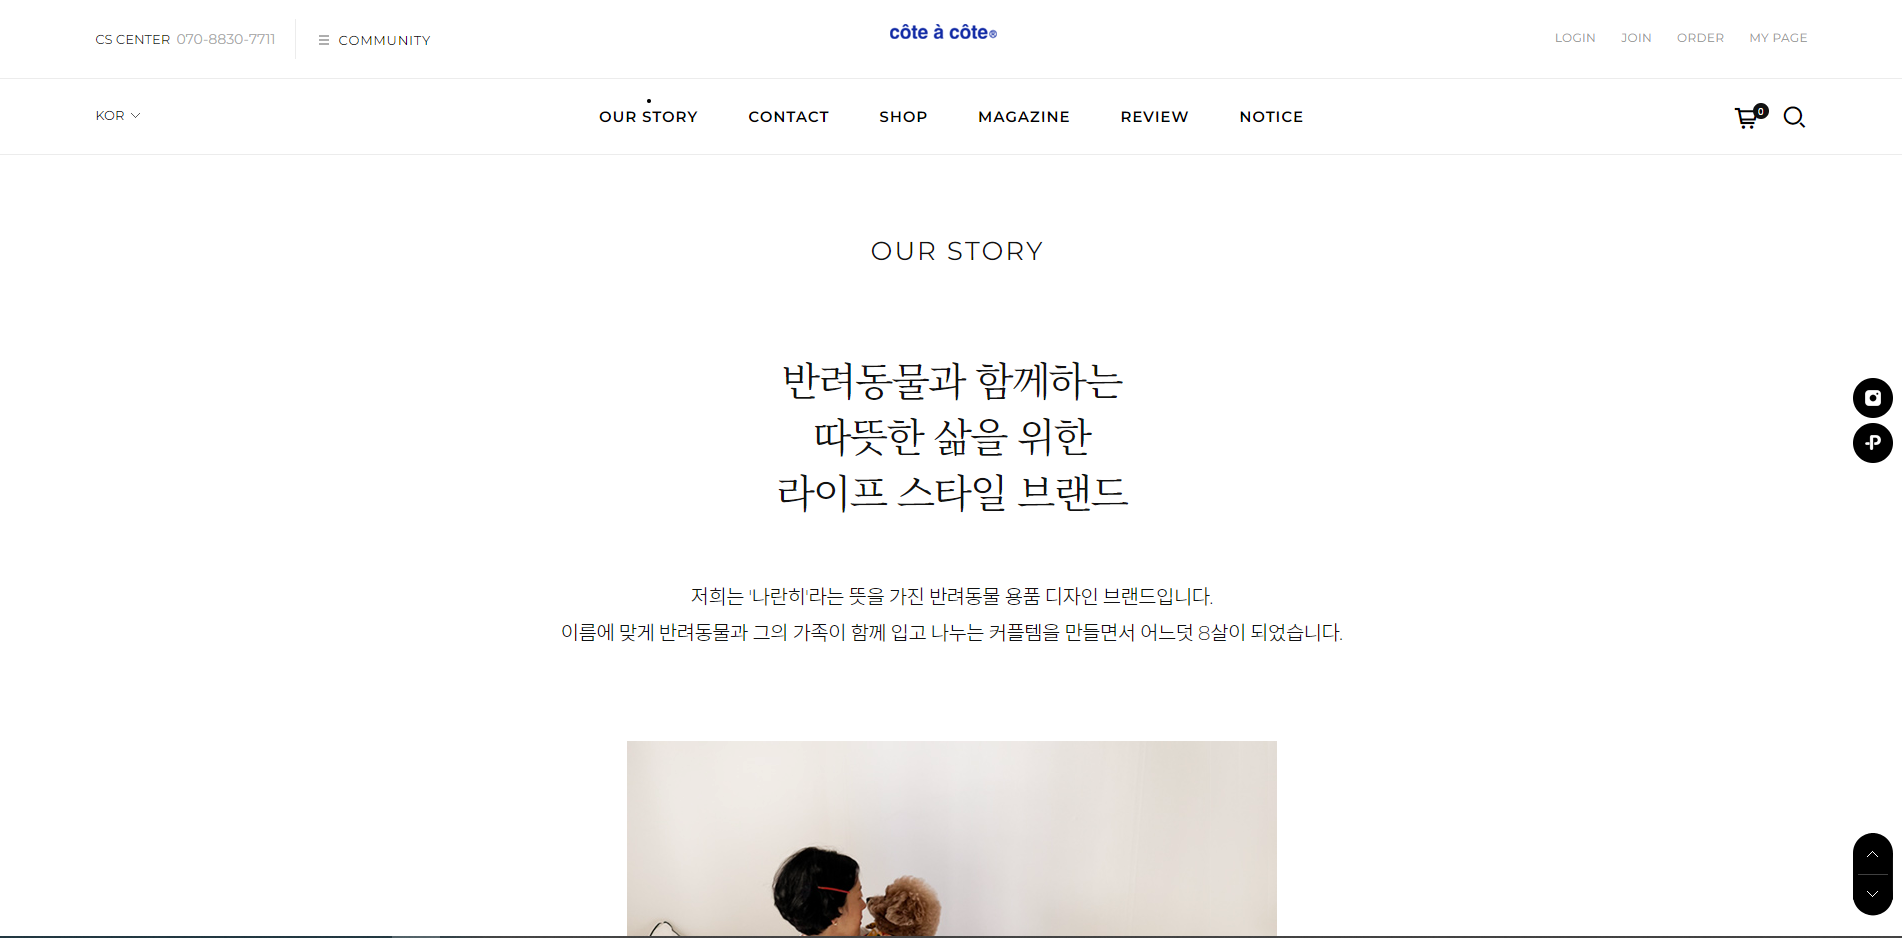 CS CENTER 070-8830-7711
COMMUNITY
côte à côte®
LOGIN JOIN ORDER MY PAGE
KOR
OUR STORY CONTACT SHOP MAGAZINE REVIEW NOTICE
0
OUR STORY
반려동물과 함께하는
따뜻한 삶을 위한
라이프 스타일 브랜드
저희는 '나란히'라는 뜻을 가진 반려동물 용품 디자인 브랜드입니다.
이름에 맞게 반려동물과 그의 가족이 함께 입고 나누는 커플템을 만들면서 어느덧 8살이 되었습니다.